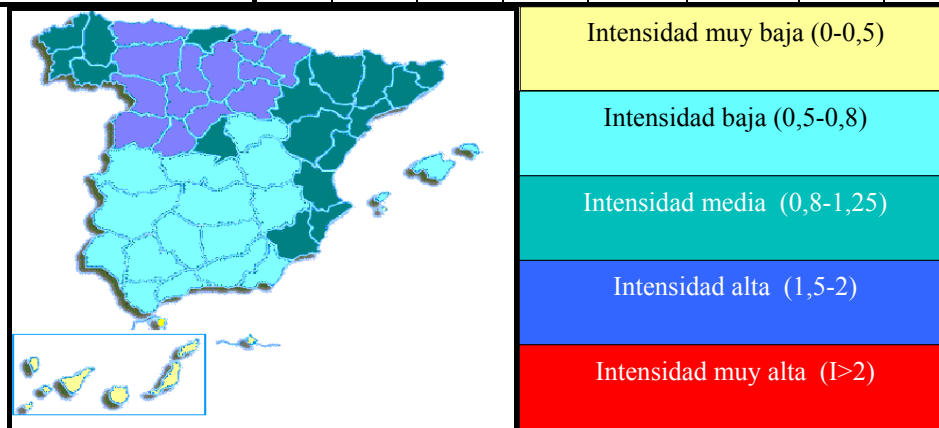 Intensidad muy baja (0-0,5)
Intensidad baja (0,5-0,8)
Intensidad media (0,8-1,25)
Intensidad alta (1,5-2)
Intensidad muy alta (I>2)